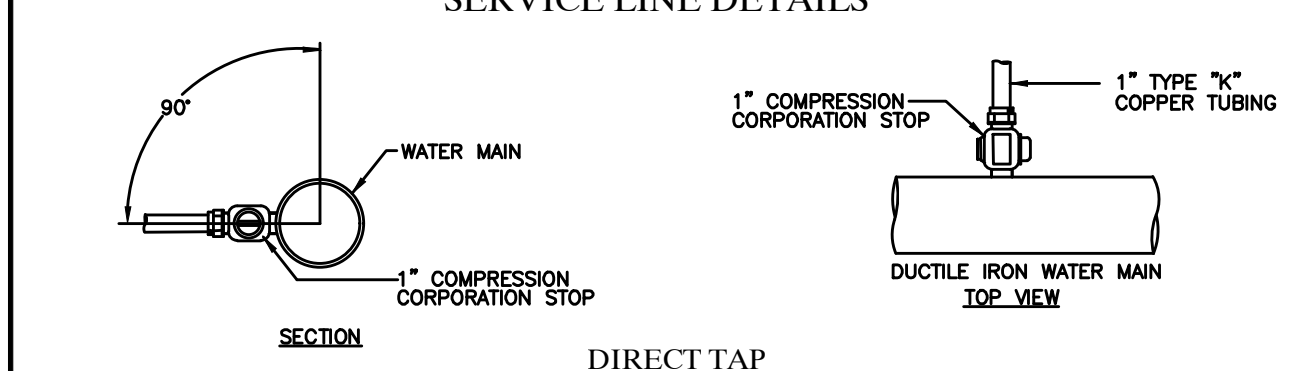 SERVICE LINE DETAILS
90°
WATER MAIN
1" COMPRESSION
CORPORATION STOP
SECTION
1" COMPRESSION
CORPORATION STOP
1" TYPE "K"
COPPER TUBING
DUCTILE IRON WATER MAIN
TOP VIEW
DIRECT TAP